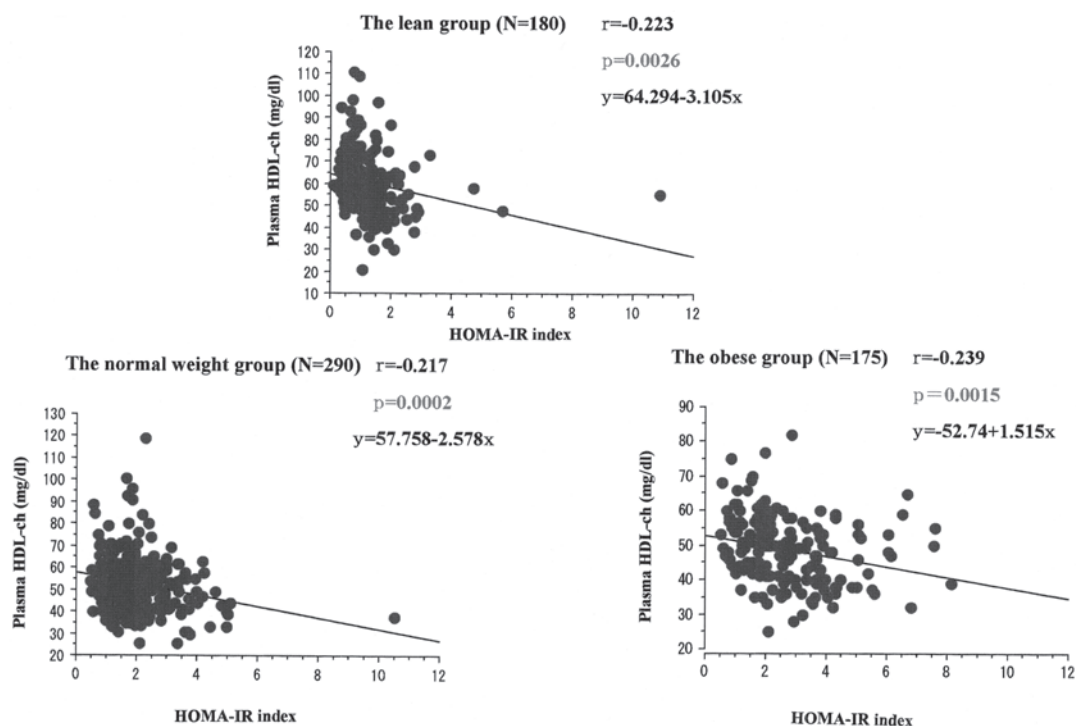 The lean group (N=180) r=-0.223
p=0.0026
y=64.294-3.105x
Plasma HDL-ch (mg/dl)
120
110
100
90
80
70
60
50
40
30
20
10
0 2 4 6 8 10 12
HOMA-IR index
The normal weight group (N=290) r=-0.217
p=0.0002
y=57.758-2.578x
Plasma HDL-ch (mg/dl)
130
120
110
100
90
80
70
60
50
40
30
20
0 2 4 6 8 10 12
HOMA-IR index
The obese group (N=175) r=-0.239
p=0.0015
y=-52.74+1.515x
Plasma HDL-ch (mg/dl)
90
80
70
60
50
40
30
20
0 2 4 6 8 10 12
HOMA-IR index